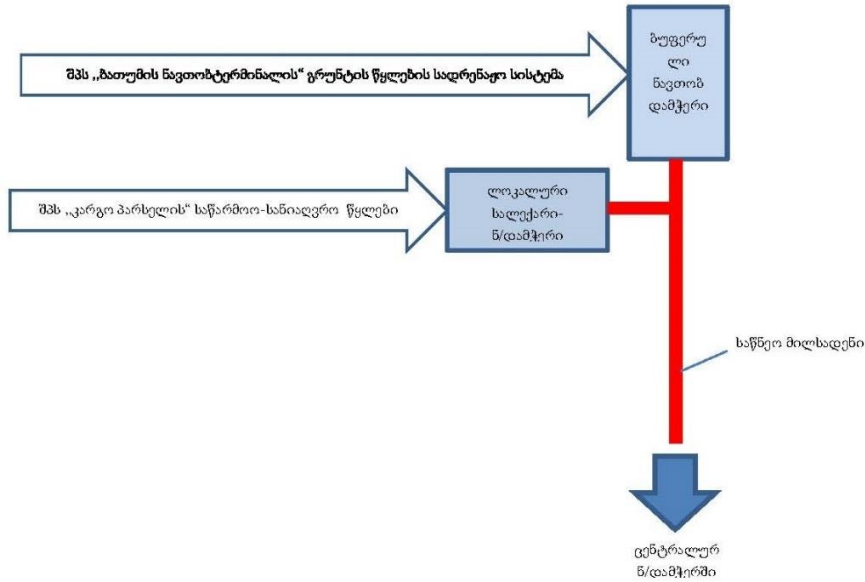 ბუფერუ
ლი
ნავთობ
დამჭერი
შპს ,,ბათუმის ნავთობტერმინალის“ გრუნტის წყლების სადრენაჟო სისტემა
შპს ,,კარგო პარსელის“ საწარმოო-სანიაღვრო წყლები
ლოკალური
სალექარი-
ნ/დამჭერი
საწნეო მილსადენი
ცენტრალურ
ნ/დამჭერში